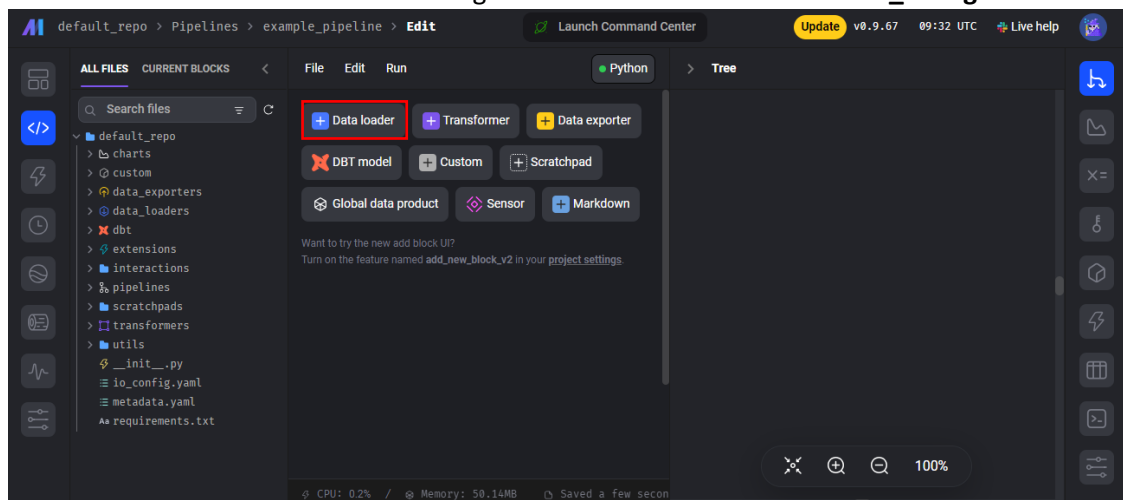 default_repo > Pipelines > example_pipeline > Edit
Launch Command Center
Update v0.9.67 09:32 UTC Live help
ALL FILES CURRENT BLOCKS <
Search files
default_repo
charts
custom
data_exporters
data_loaders
dbt
extensions
interactions
pipelines
scratchpads
transformers
utils
__init__.py
io_config.yaml
metadata.yaml
Aa requirements.txt
File Edit Run
Python
+ Data loader
+ Transformer
+ Data exporter
DBT model
+ Custom
+ Scratchpad
Global data product
Sensor
+ Markdown
Want to try the new add block UI?
Turn on the feature named add_new_block_v2 in your project settings.
CPU: 0.2% / Memory: 50.14MB Saved a few secon
> Tree
100%